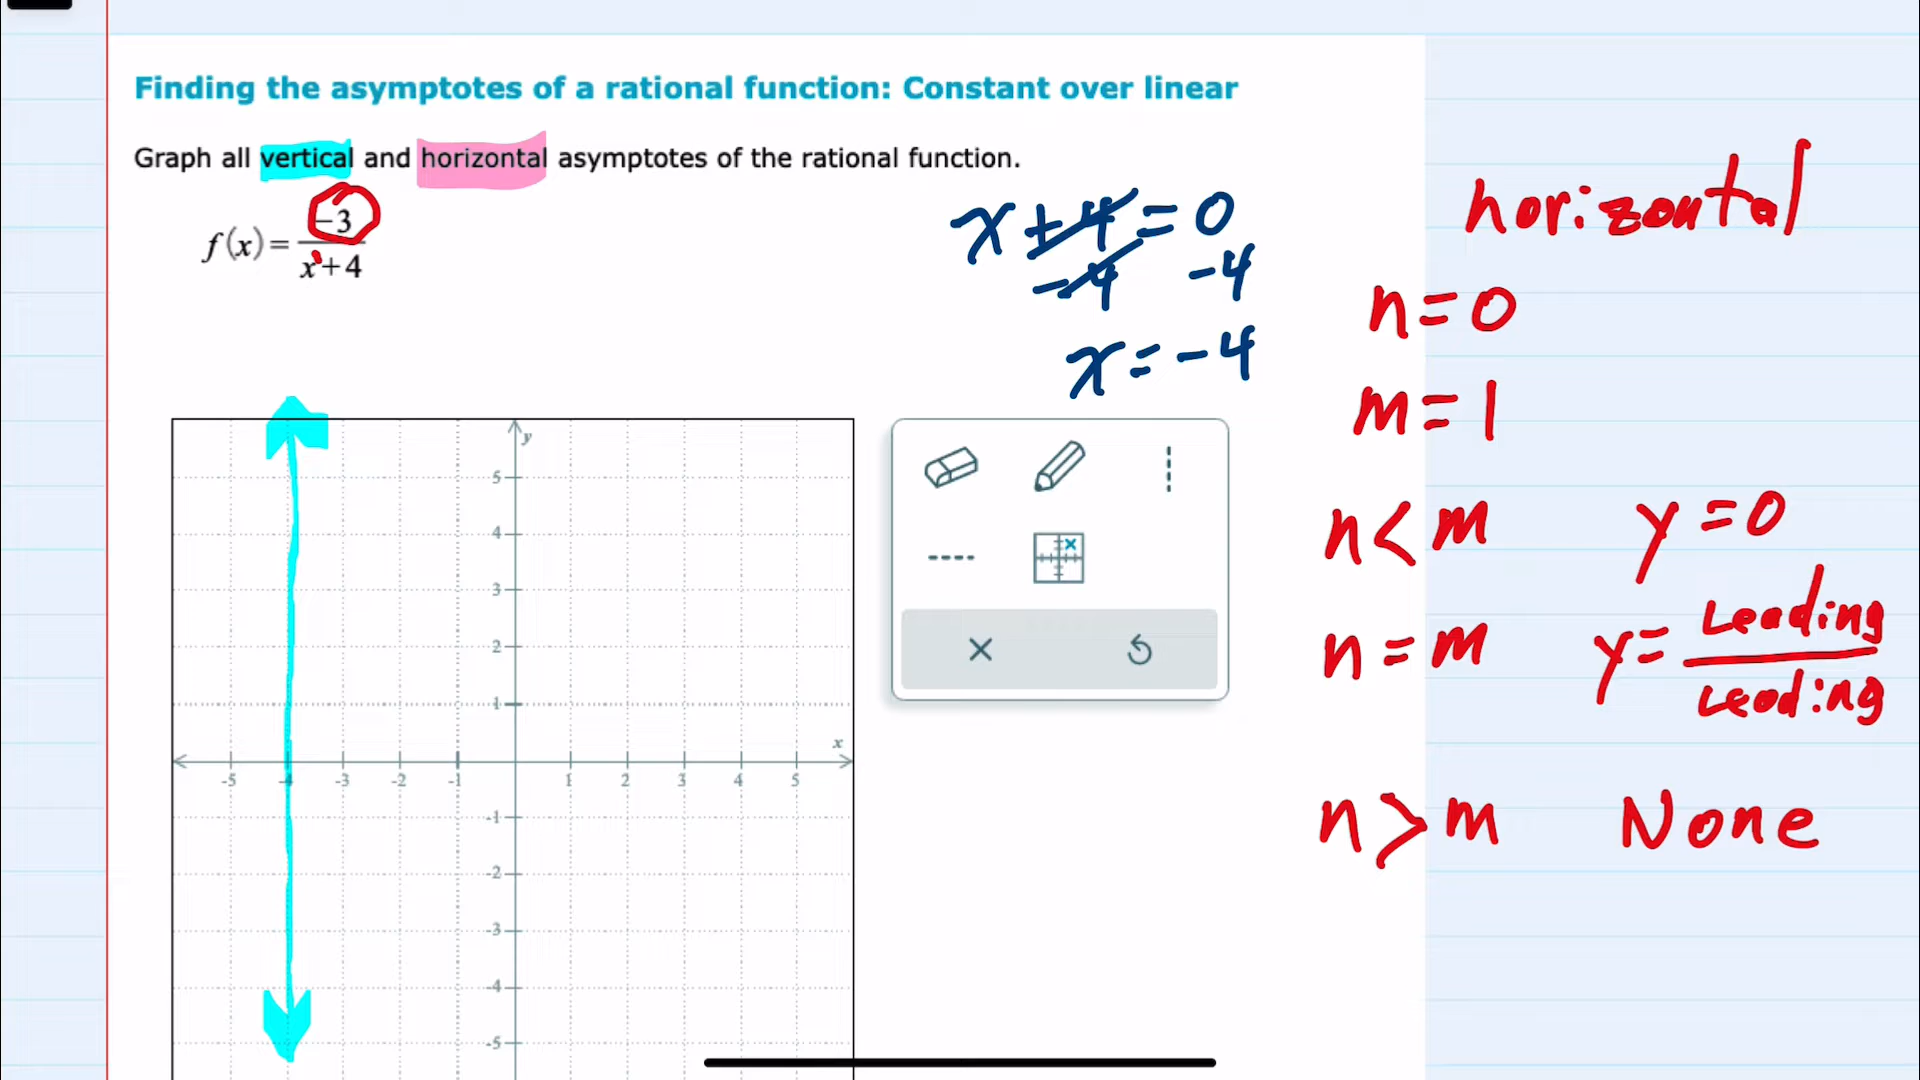 Finding the asymptotes of a rational function: Constant over linear
Graph all vertical and horizontal asymptotes of the rational function.
f(x) = -3 / x+4
x+4=0
-4 -4
x=-4
y
5
4
3
2
1
x
-5 -4 -3 -2 -1 1 2 3 4 5
-1
-2
-3
-4
-5
horizontal
n=0
m=1
n<m y=0
n=m y= Leading / Leading
n>m None